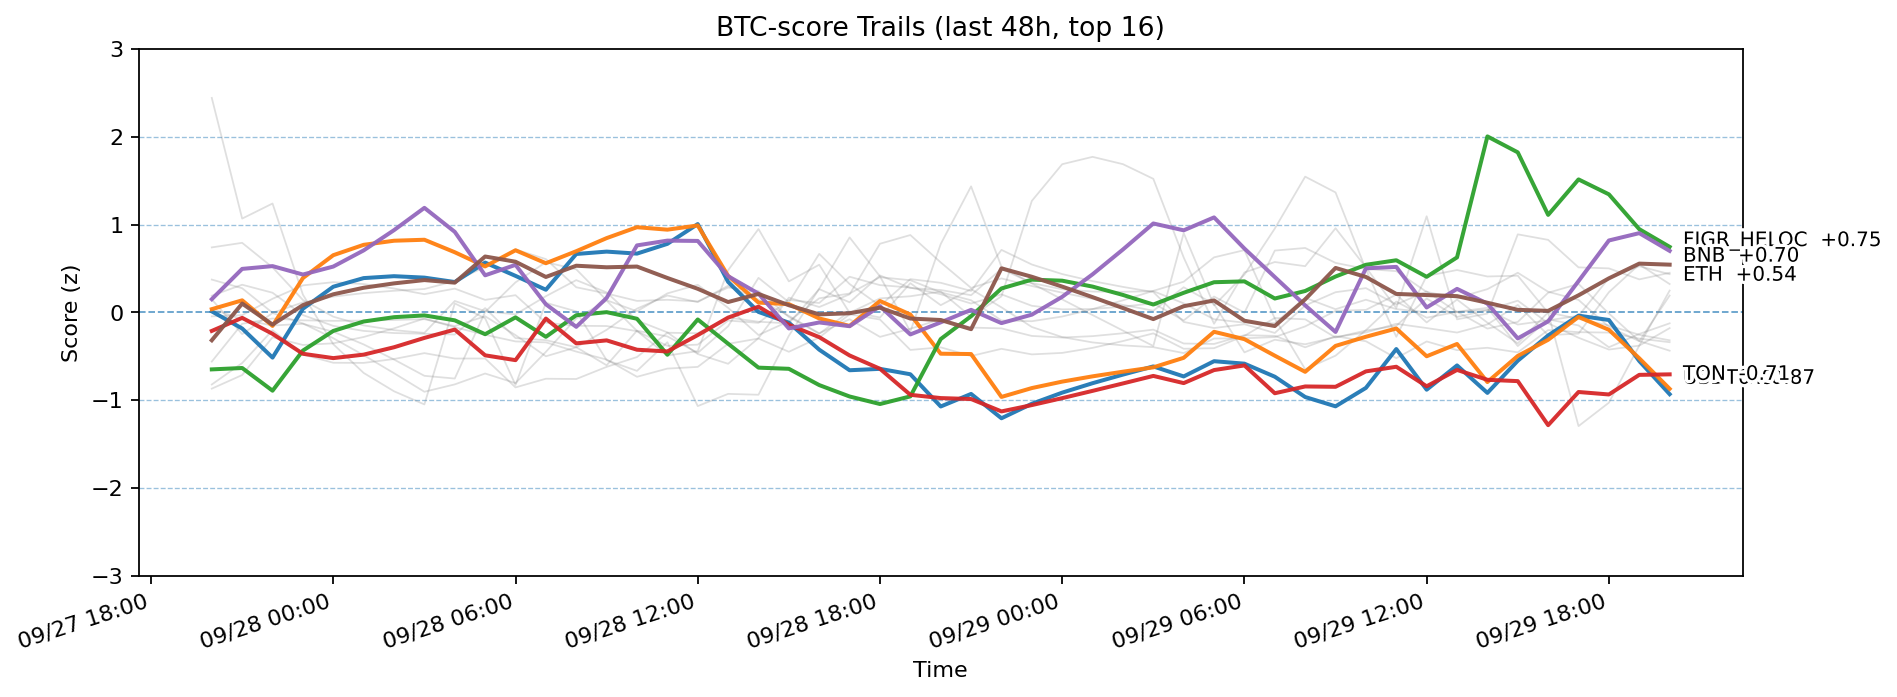 BTC-score Trails (last 48h, top 16)
3
2
1
0
−1
−2
−3
Score (z)
FIGR_HELOC +0.75
BNB +0.70
ETH +0.54
TON −0.71
09/27 18:00
09/28 00:00
09/28 06:00
09/28 12:00
09/28 18:00
09/29 00:00
09/29 06:00
09/29 12:00
09/29 18:00
Time